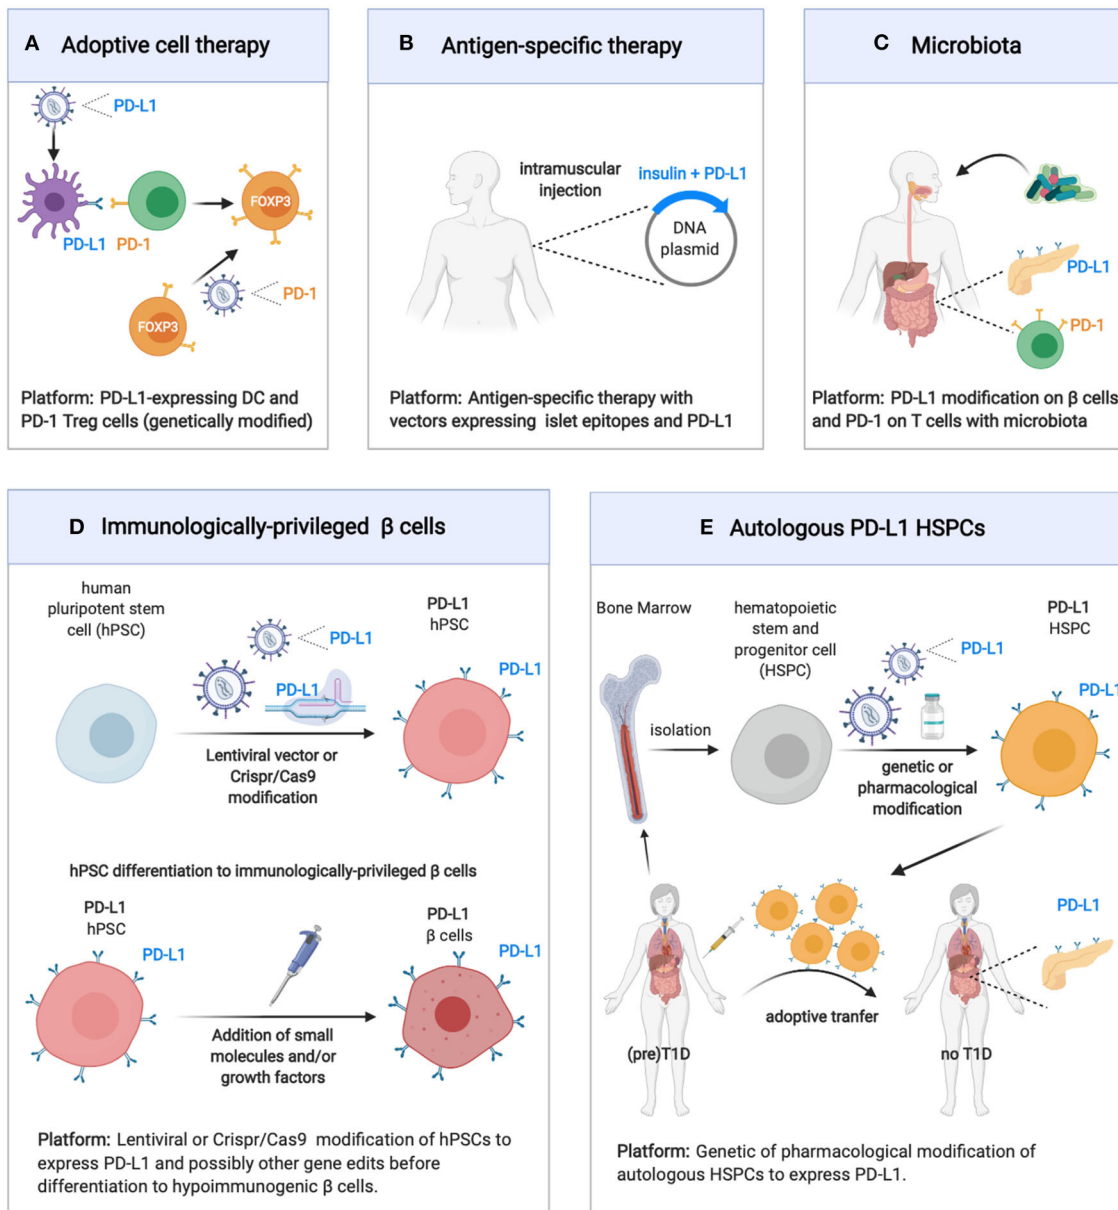 A Adoptive cell therapy
PD-L1
FOXP3
PD-L1 PD-1
PD-1
FOXP3
Platform: PD-L1-expressing DC and
PD-1 Treg cells (genetically modified)
B Antigen-specific therapy
intramuscular
injection
insulin + PD-L1
DNA
plasmid
Platform: Antigen-specific therapy with
vectors expressing islet epitopes and PD-L1
C Microbiota
PD-L1
PD-1
Platform: PD-L1 modification on β cells
and PD-1 on T cells with microbiota
D Immunologically-privileged β cells
human
pluripotent stem
cell (hPSC)
PD-L1
PD-L1
Lentiviral vector or
Crispr/Cas9
modification
PD-L1
hPSC
PD-L1
hPSC differentiation to immunologically-privileged β cells
PD-L1
hPSC
PD-L1
Addition of small
molecules and/or
growth factors
PD-L1
β cells
PD-L1
Platform: Lentiviral or Crispr/Cas9 modification of hPSCs to
express PD-L1 and possibly other gene edits before
differentiation to hypoimmunogenic β cells.
E Autologous PD-L1 HSPCs
Bone Marrow
isolation
hematopoietic
stem and
progenitor cell
(HSPC)
PD-L1
genetic or
pharmacological
modification
PD-L1
HSPC
PD-L1
(pre)T1D
adoptive tranfer
no T1D
PD-L1
Platform: Genetic of pharmacological modification of
autologous HSPCs to express PD-L1.